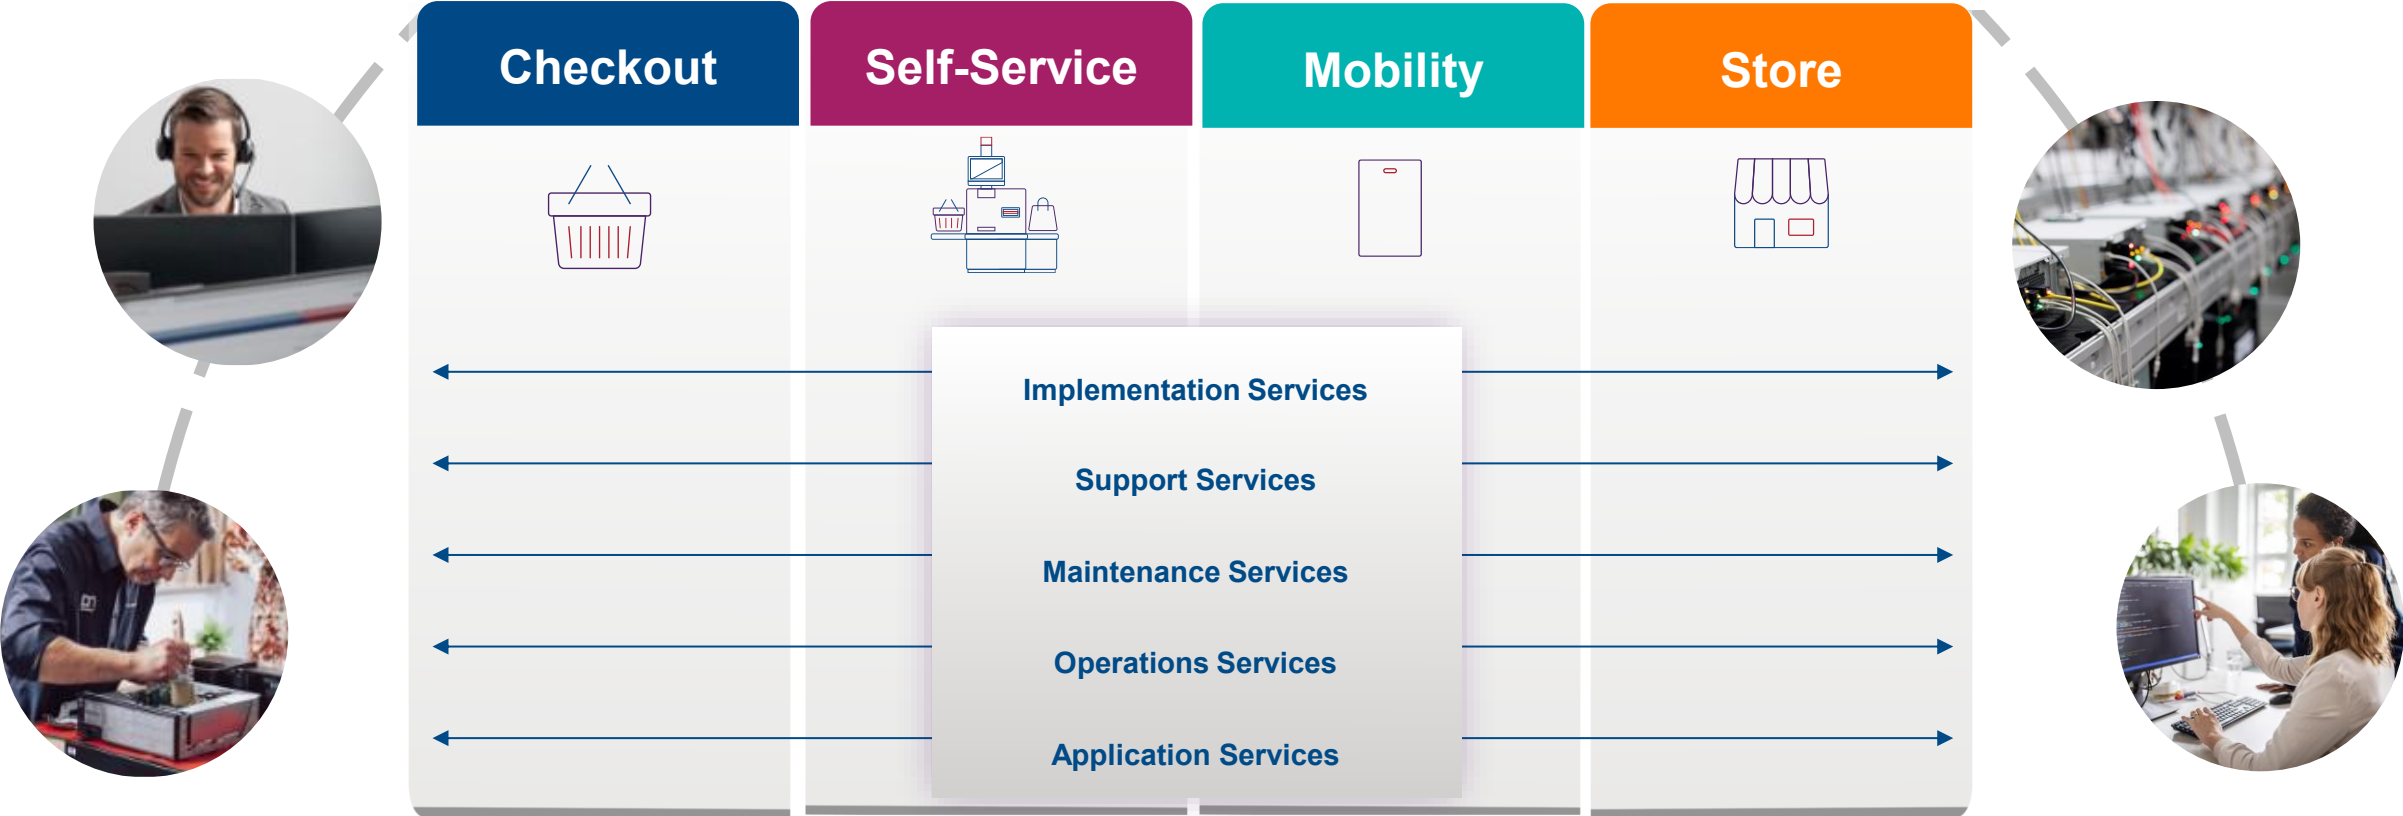 Checkout
Self-Service
Mobility
Store
Implementation Services
Support Services
Maintenance Services
Operations Services
Application Services